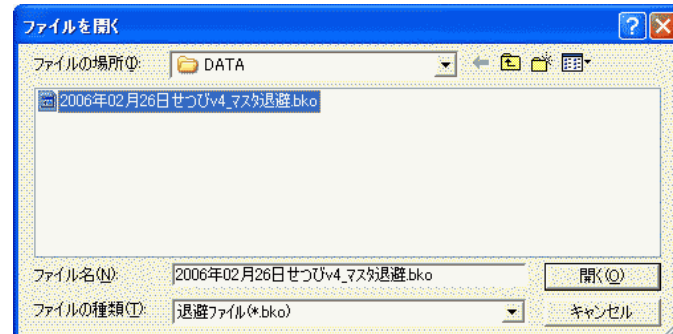 ファイルを開く
ファイルの場所(I): DATA
2006年02月26日せつびv4_マスタ退避.bko
ファイル名(N): 2006年02月26日せつびv4_マスタ退避.bko 開く(O)
ファイルの種類(T): 退避ファイル(*.bko) キャンセル